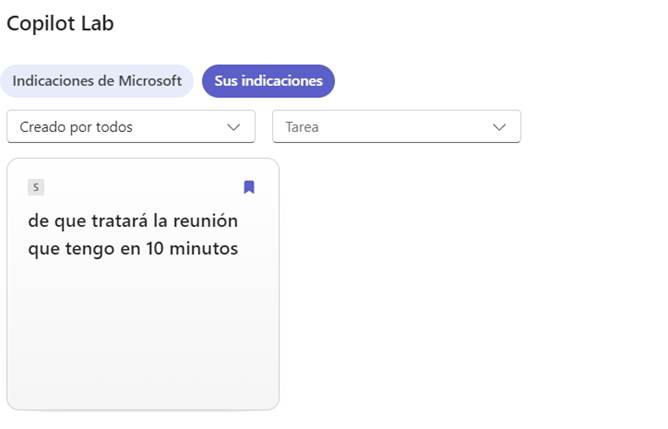 Copilot Lab
Indicaciones de Microsoft
Sus indicaciones
Creado por todos
Tarea
S
de que tratará la reunión
que tengo en 10 minutos